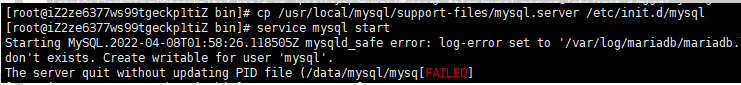 [root@iZ2ze6377ws99tgeckp1tiZ bin]# cp /usr/local/mysql/support-files/mysql.server /etc/init.d/mysql
[root@iZ2ze6377ws99tgeckp1tiZ bin]# service mysql start
Starting MySQL.2022-04-08T01:58:26.118505Z mysqld_safe error: log-error set to '/var/log/mariadb/mariadb.
don't exists. Create writable for user 'mysql'.
The server quit without updating PID file (/data/mysql/mysq[FAILED]